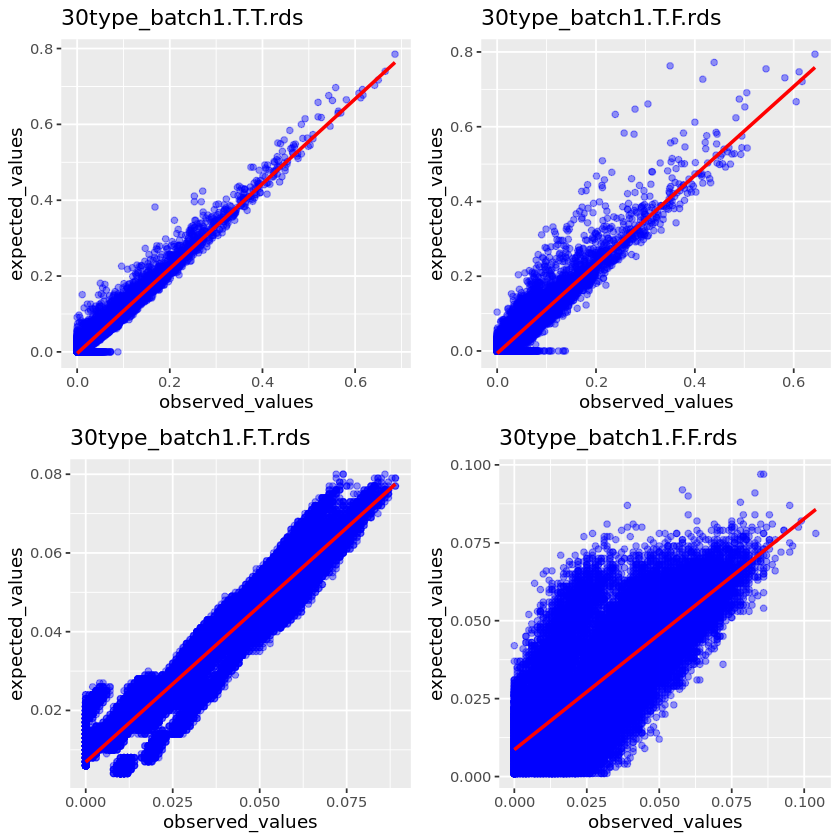 30type_batch1.T.T.rds
0.8
0.6
0.4
0.2
0.0
expected_values
0.0 0.2 0.4 0.6
observed_values
30type_batch1.T.F.rds
0.8
0.6
0.4
0.2
0.0
expected_values
0.0 0.2 0.4 0.6
observed_values
30type_batch1.F.T.rds
0.08
0.06
0.04
0.02
expected_values
0.000 0.025 0.050 0.075
observed_values
30type_batch1.F.F.rds
0.100
0.075
0.050
0.025
0.000
expected_values
0.000 0.025 0.050 0.075 0.100
observed_values